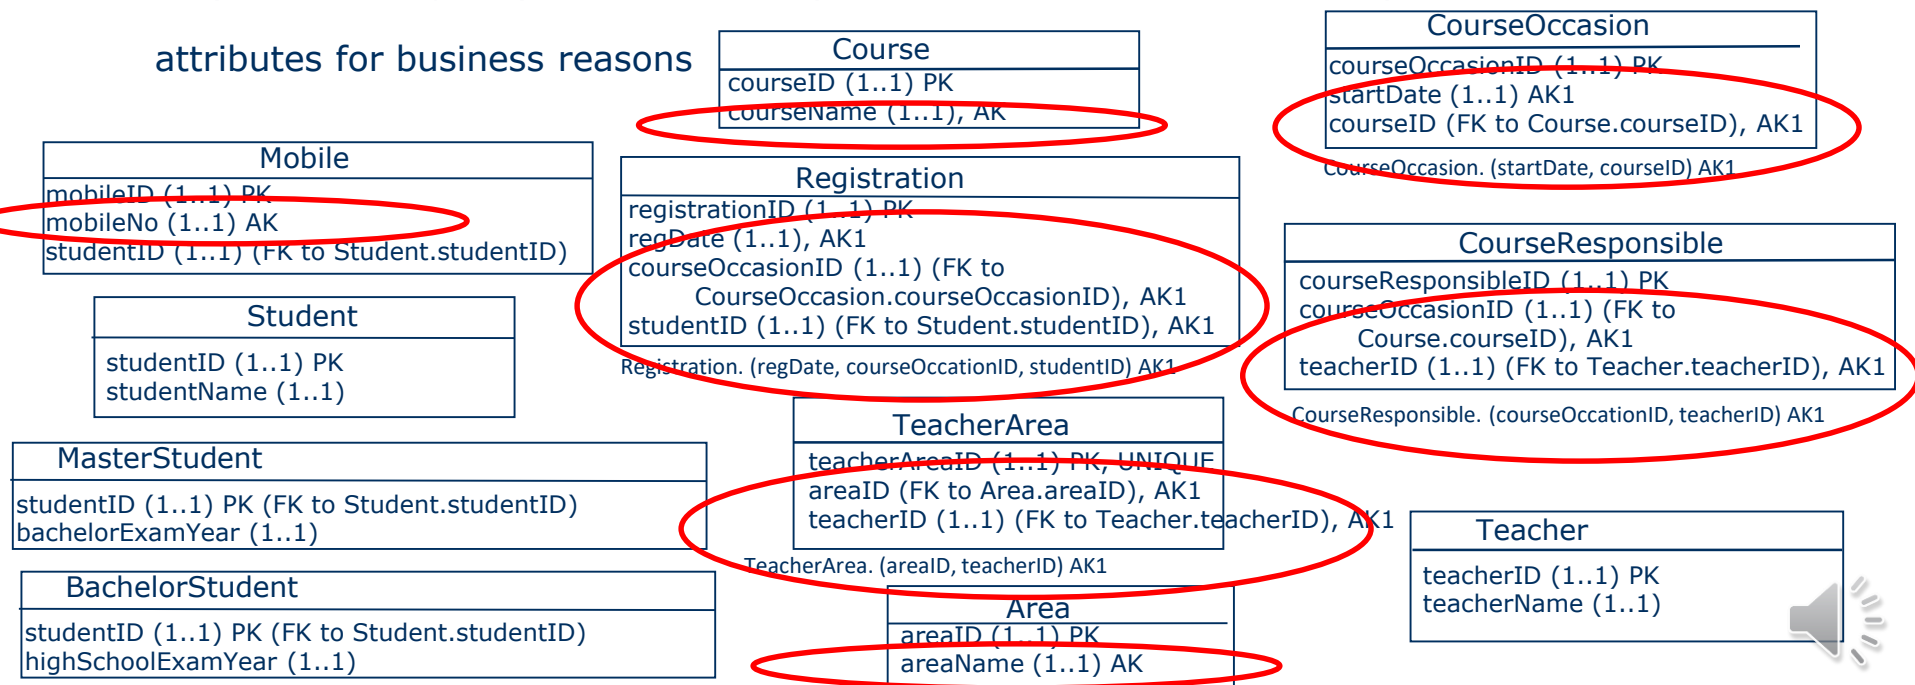 attributes for business reasons
Course
courseID (1..1) PK
courseName (1..1), AK
CourseOccasion
courseOccasionID (1..1) PK
startDate (1..1) AK1
courseID (FK to Course.courseID), AK1
CourseOccasion. (startDate, courseID) AK1
Mobile
mobileID (1..1) PK
mobileNo (1..1) AK
studentID (1..1) (FK to Student.studentID)
Registration
registrationID (1..1) PK
regDate (1..1), AK1
courseOccasionID (1..1) (FK to
CourseOccasion.courseOccasionID), AK1
studentID (1..1) (FK to Student.studentID), AK1
Registration. (regDate, courseOccationID, studentID) AK1
CourseResponsible
courseResponsibleID (1..1) PK
courseOccasionID (1..1) (FK to
Course.courseID), AK1
teacherID (1..1) (FK to Teacher.teacherID), AK1
CourseResponsible. (courseOccationID, teacherID) AK1
Student
studentID (1..1) PK
studentName (1..1)
TeacherArea
teacherAreaID (1..1) PK, UNIQUE
areaID (FK to Area.areaID), AK1
teacherID (1..1) (FK to Teacher.teacherID), AK1
TeacherArea. (areaID, teacherID) AK1
MasterStudent
studentID (1..1) PK (FK to Student.studentID)
bachelorExamYear (1..1)
Teacher
teacherID (1..1) PK
teacherName (1..1)
BachelorStudent
studentID (1..1) PK (FK to Student.studentID)
highSchoolExamYear (1..1)
Area
areaID (1..1) PK
areaName (1..1) AK